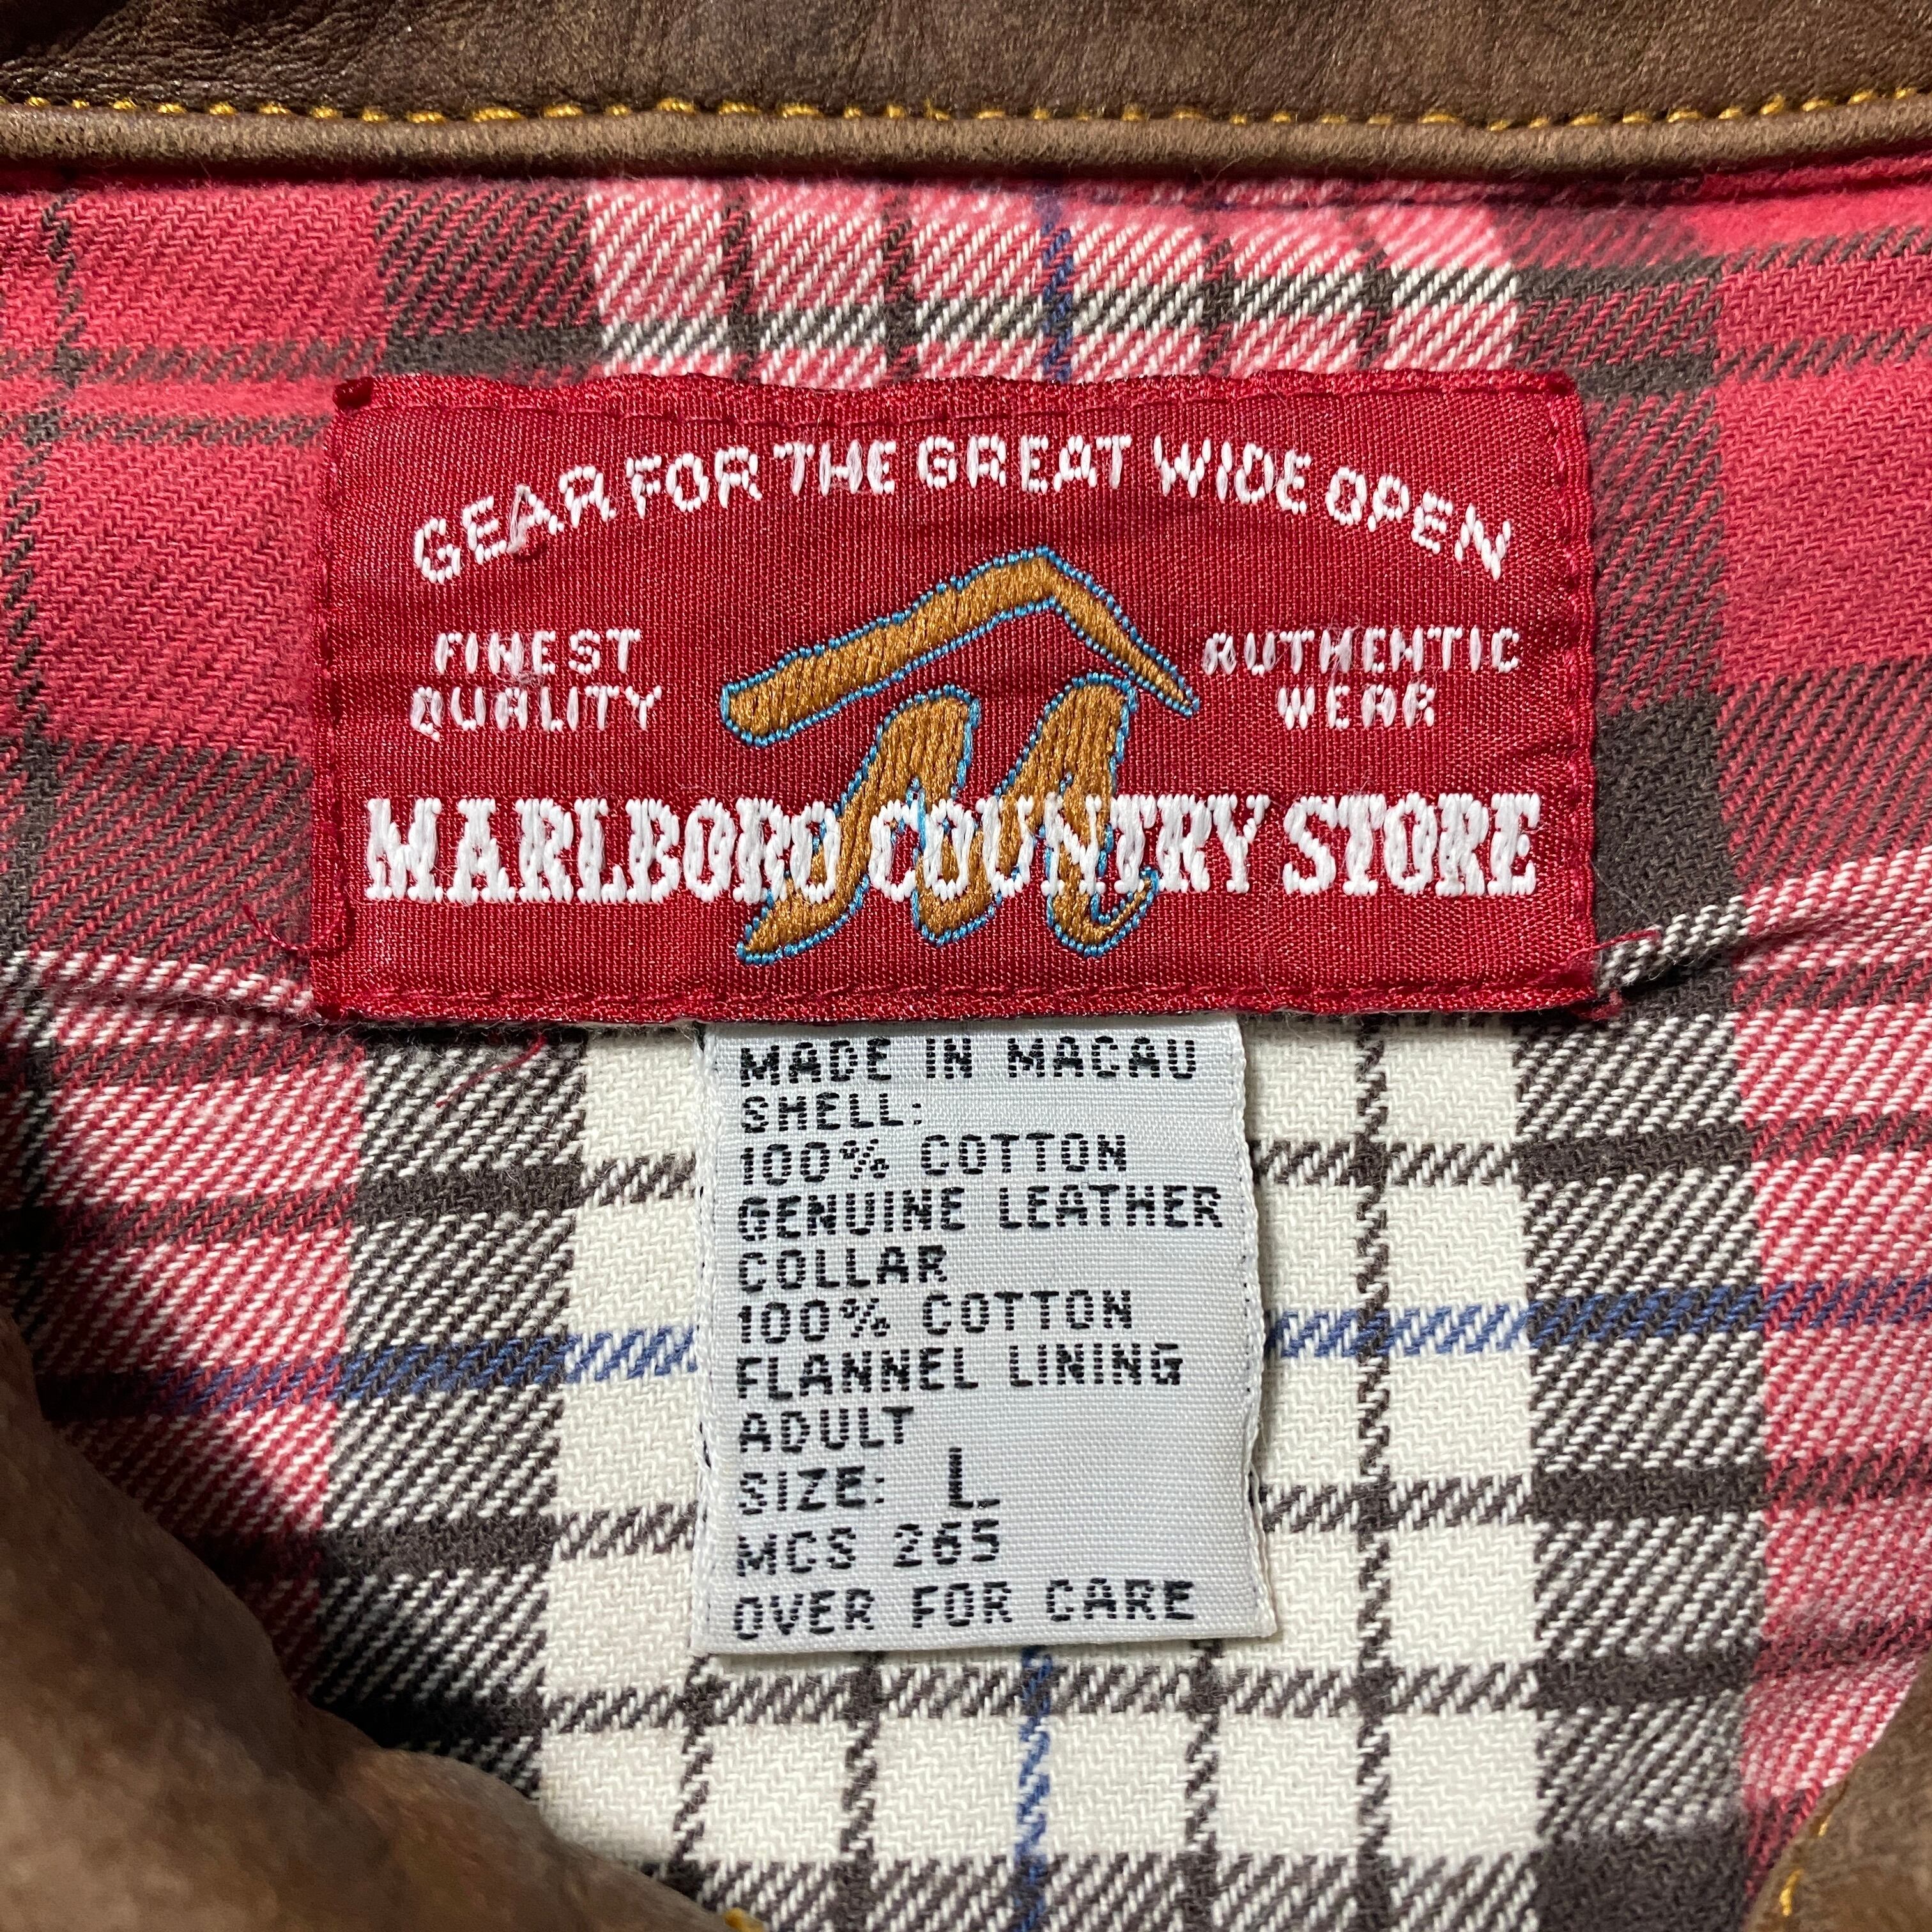 GEAR FOR THE GREAT WIDE OPEN
FINEST
QUALITY
AUTHENTIC
WEAR
MARLBORO COUNTRY STORE
MADE IN MACAU
SHELL:
100% COTTON
GENUINE LEATHER
COLLAR
100% COTTON
FLANNEL LINING
ADULT
SIZE: L
MCS 265
OVER FOR CARE